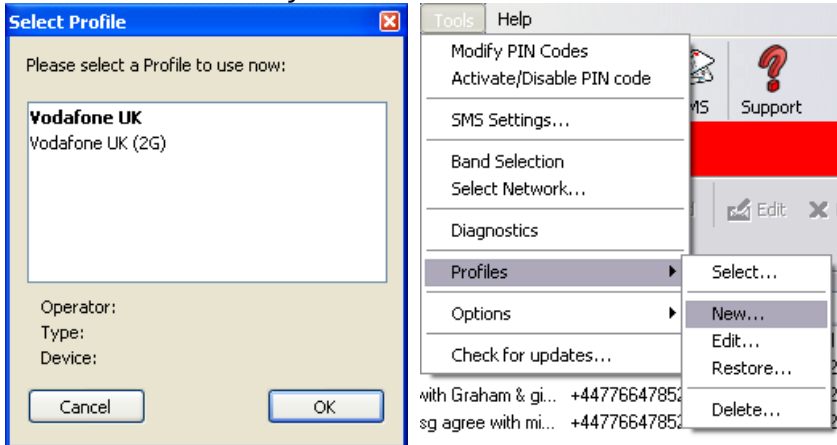 Select Profile
Please select a Profile to use now:
Vodafone UK
Vodafone UK (2G)
Operator:
Type:
Device:
Cancel
OK
Tools Help
Modify PIN Codes
Activate/Disable PIN code
SMS Settings...
Band Selection
Select Network...
Diagnostics
Profiles
Options
Check for updates...
Support
Edit
Select...
New...
Edit...
Restore...
Delete...
with Graham & gi... +44776647852
sg agree with mi... +44776647852